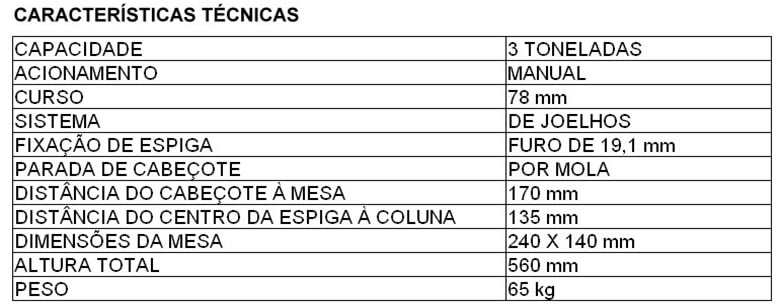 CARACTERÍSTICAS TÉCNICAS
CAPACIDADE 3 TONELADAS
ACIONAMENTO MANUAL
CURSO 78 mm
SISTEMA DE JOELHOS
FIXAÇÃO DE ESPIGA FURO DE 19,1 mm
PARADA DE CABEÇOTE POR MOLA
DISTÂNCIA DO CABEÇOTE À MESA 170 mm
DISTÂNCIA DO CENTRO DA ESPIGA À COLUNA 135 mm
DIMENSÕES DA MESA 240 X 140 mm
ALTURA TOTAL 560 mm
PESO 65 kg